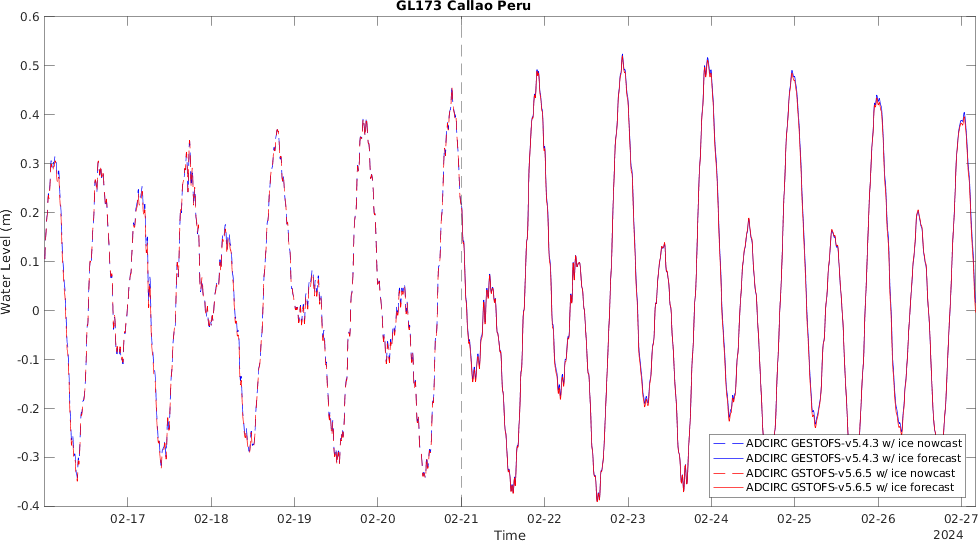 GL173 Callao Peru
0.6
0.5
0.4
0.3
0.2
0.1
0
-0.1
-0.2
-0.3
-0.4
Water Level (m)
02-17 02-18 02-19 02-20 02-21 02-22 02-23 02-24 02-25 02-26 02-27
2024
Time
ADCIRC GESTOFS-v5.4.3 w/ ice nowcast
ADCIRC GESTOFS-v5.4.3 w/ ice forecast
ADCIRC GSTOFS-v5.6.5 w/ ice nowcast
ADCIRC GSTOFS-v5.6.5 w/ ice forecast